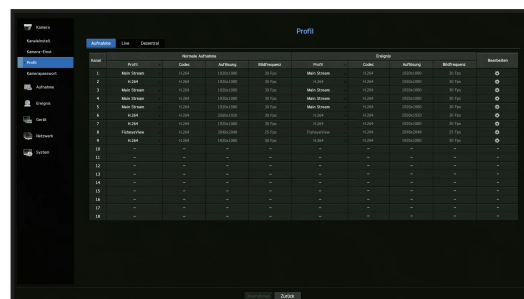 Kamera
Profil
Kanaleinstell.
Kamera-Einst.
Profil
Kamerapasswort
Aufnahme
Ereignis
Gerät
Netzwerk
System
Aufnahme Live Dezentral
Kanal Normale Aufnahme Ereignis Bearbeiten
Profil Codec Auflösung Bildfrequenz Profil Codec Auflösung Bildfrequenz
1 Main Stream H.264 1920x1080 30 Fps Main Stream H.264 1920x1080 30 Fps
2 H.264 H.264 1920x1080 30 Fps H.264 H.264 1920x1080 30 Fps
3 Main Stream H.264 1920x1080 30 Fps Main Stream H.264 1920x1080 30 Fps
4 Main Stream H.264 1920x1080 30 Fps Main Stream H.264 1920x1080 30 Fps
5 Main Stream H.264 1920x1080 30 Fps Main Stream H.264 1920x1080 30 Fps
6 H.264 H.264 30 Fps H.264 H.264 30 Fps
7 H.264 H.264 1920x1080 30 Fps H.264 H.264 1920x1080 30 Fps
8 FisheyeView H.264 2048x2048 25 Fps FisheyeView H.264 2048x2048 25 Fps
9 H.264 H.264 1920x1080 30 Fps H.264 H.264 1920x1080 30 Fps
10 – – – – – – – –
11 – – – – – – – –
12 – – – – – – – –
13 – – – – – – – –
14 – – – – – – – –
15 – – – – – – – –
16 – – – – – – – –
17 – – – – – – – –
18 – – – – – – – –
Zurück